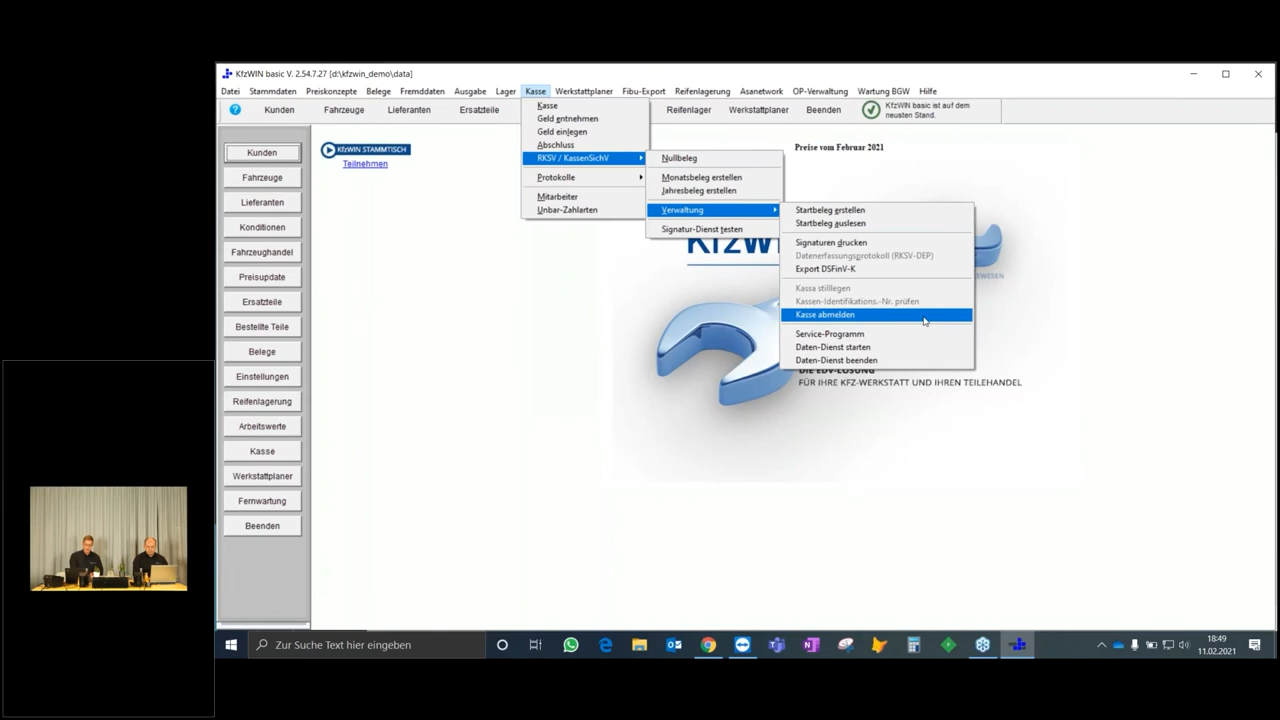 KfzWIN basic V. 2.54.7.27 [d:\kfzwin_demo\data]
Datei Stammdaten Preiskonzepte Belege Fremddaten Ausgabe Lager Kasse Werkstattplaner Fibu-Export Reifenlagerung Asanetwork OP-Verwaltung Wartung BGW Hilfe
? Kunden Fahrzeuge Lieferanten Ersatzteile Reifenlager Werkstattplaner Beenden KfzWIN basic ist auf dem
neusten Stand.
Kunden
Fahrzeuge
Lieferanten
Konditionen
Fahrzeughandel
Preisupdate
Ersatzteile
Bestellte Teile
Belege
Einstellungen
Reifenlagerung
Arbeitswerte
Kasse
Werkstattplaner
Fernwartung
Beenden
KfzWIN STAMMTISCH
Teilnehmen
Kasse
Geld entnehmen
Geld einlegen
Abschluss
RKSV / KassenSichV
Protokolle
Mitarbeiter
Unbar-Zahlarten
Nullbeleg
Monatsbeleg erstellen
Jahresbeleg erstellen
Verwaltung
Signatur-Dienst testen
Startbeleg erstellen
Startbeleg auslesen
Signaturen drucken
Datenerfassungsprotokoll (RKSV-DEP)
Export DSFinV-K
Kassa stilllegen
Kassen-Identifikations.-Nr. prüfen
Kasse abmelden
Service-Programm
Daten-Dienst starten
Daten-Dienst beenden
Preise vom Februar 2021
KfzWIN
DIE EDV-LÖSUNG
FÜR IHRE KFZ-WERKSTATT UND IHREN TEILEHANDEL
Zur Suche Text hier eingeben
18:49
11.02.2021